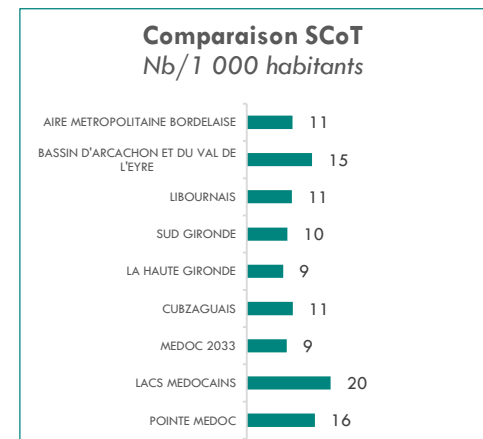 Comparaison SCoT
Nb/1 000 habitants
AIRE METROPOLITAINE BORDELAISE 11
BASSIN D'ARCACHON ET DU VAL DE
L'EYRE 15
LIBOURNAIS 11
SUD GIRONDE 10
LA HAUTE GIRONDE 9
CUBZAGUAIS 11
MEDOC 2033 9
LACS MEDOCAINS 20
POINTE MEDOC 16